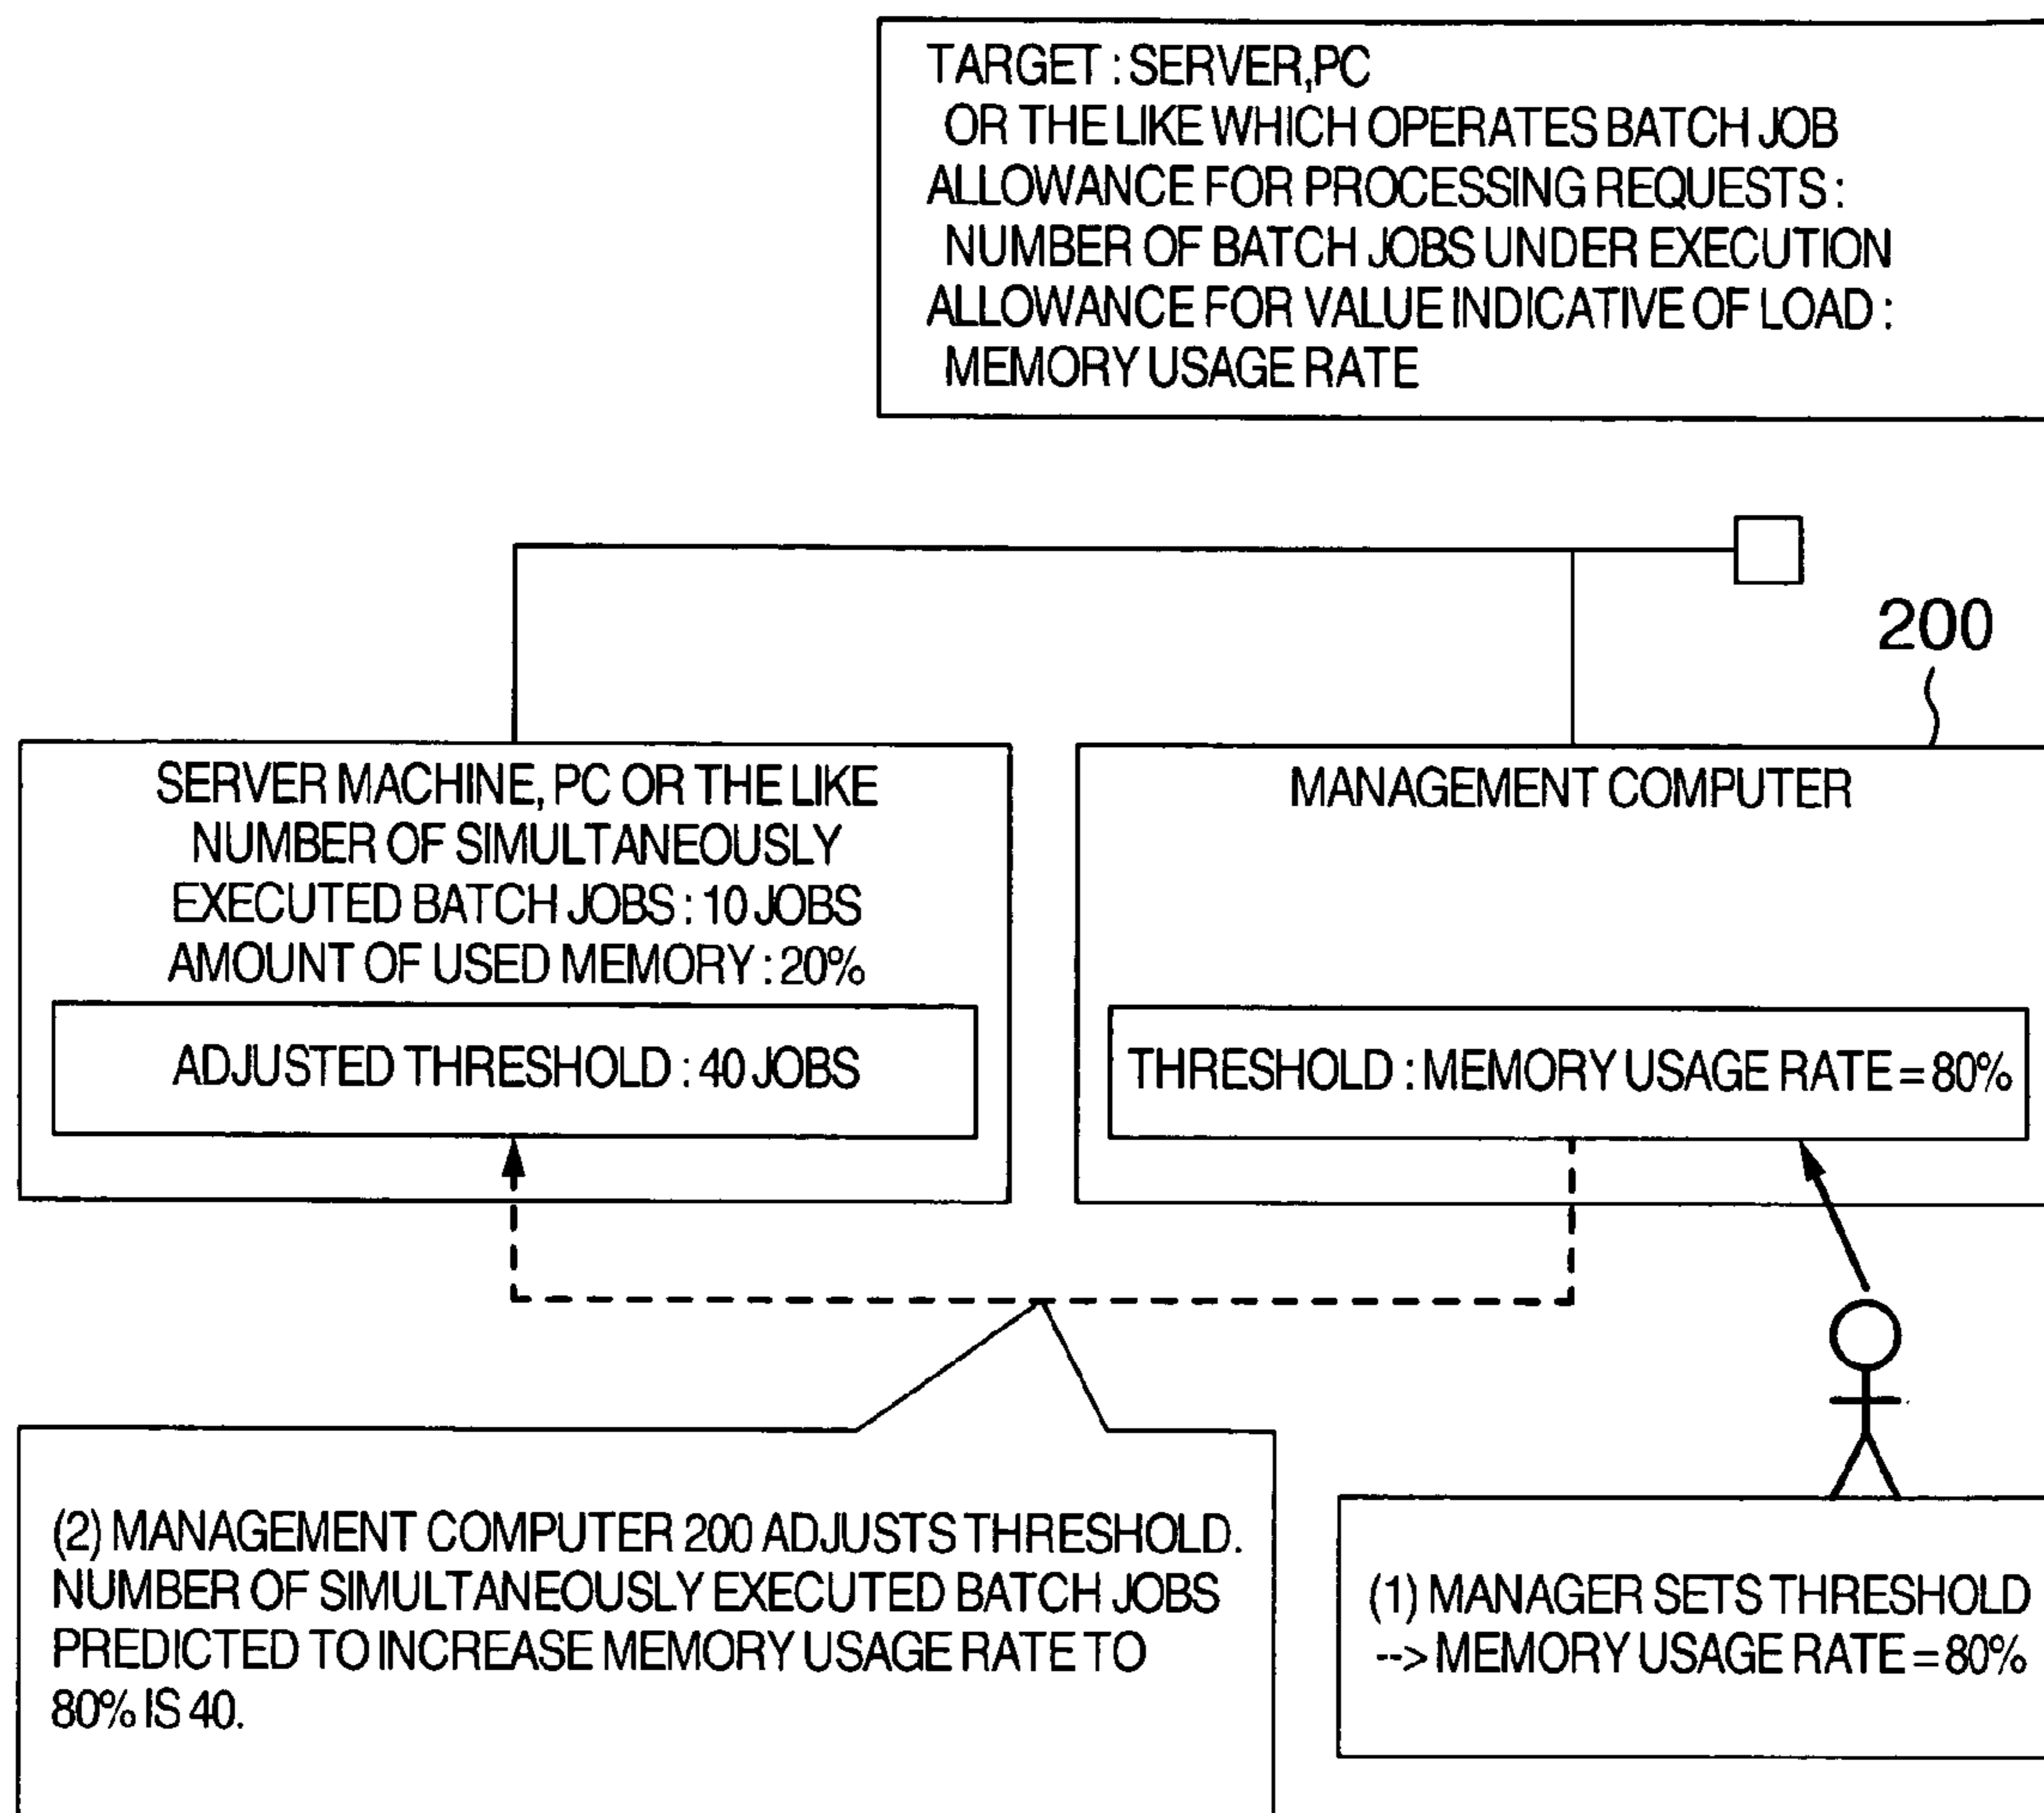 TARGET : SERVER,PC
OR THE LIKE WHICH OPERATES BATCH JOB
ALLOWANCE FOR PROCESSING REQUESTS :
NUMBER OF BATCH JOBS UNDER EXECUTION
ALLOWANCE FOR VALUE INDICATIVE OF LOAD :
MEMORY USAGE RATE
200
SERVER MACHINE, PC OR THE LIKE
NUMBER OF SIMULTANEOUSLY
EXECUTED BATCH JOBS : 10 JOBS
AMOUNT OF USED MEMORY : 20%
ADJUSTED THRESHOLD : 40 JOBS
MANAGEMENT COMPUTER
THRESHOLD : MEMORY USAGE RATE = 80%
(2) MANAGEMENT COMPUTER 200 ADJUSTS THRESHOLD.
NUMBER OF SIMULTANEOUSLY EXECUTED BATCH JOBS
PREDICTED TO INCREASE MEMORY USAGE RATE TO
80% IS 40.
(1) MANAGER SETS THRESHOLD
--> MEMORY USAGE RATE = 80%